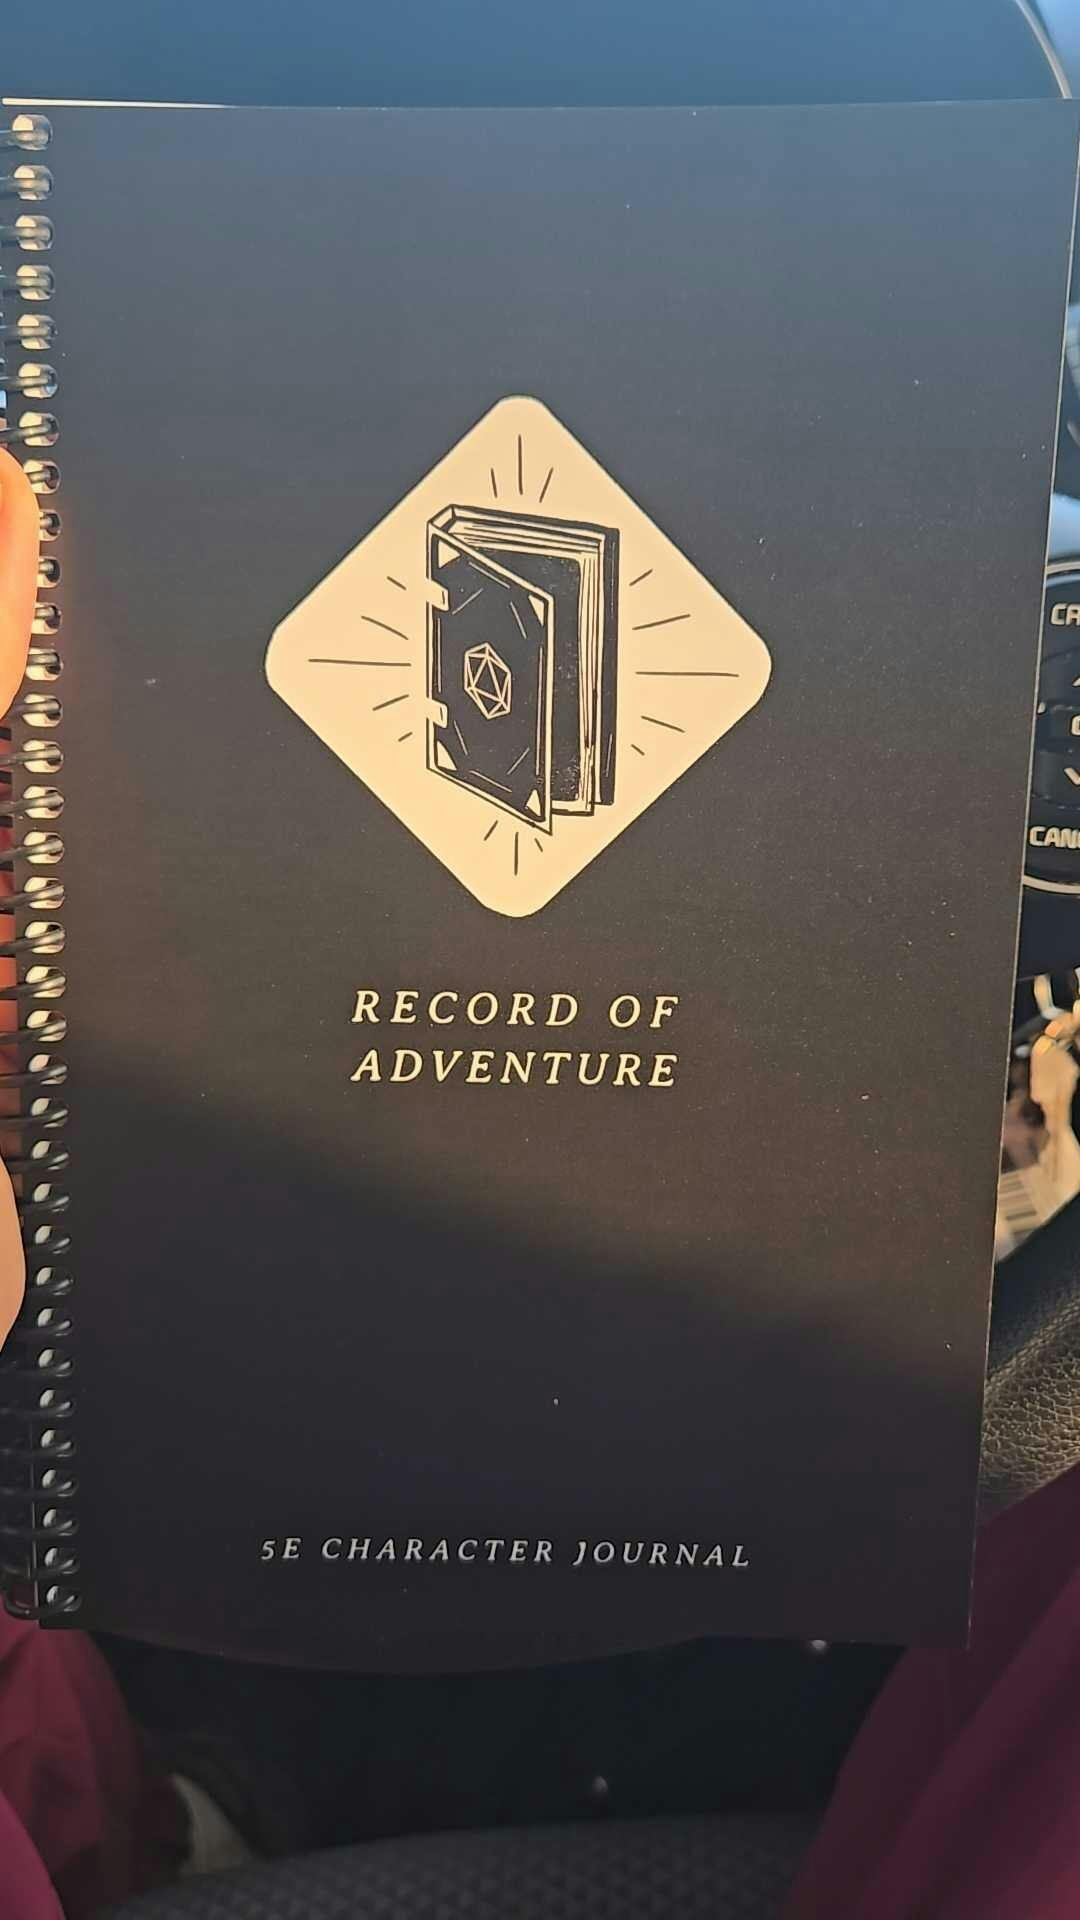 RECORD OF
ADVENTURE
5E CHARACTER JOURNAL